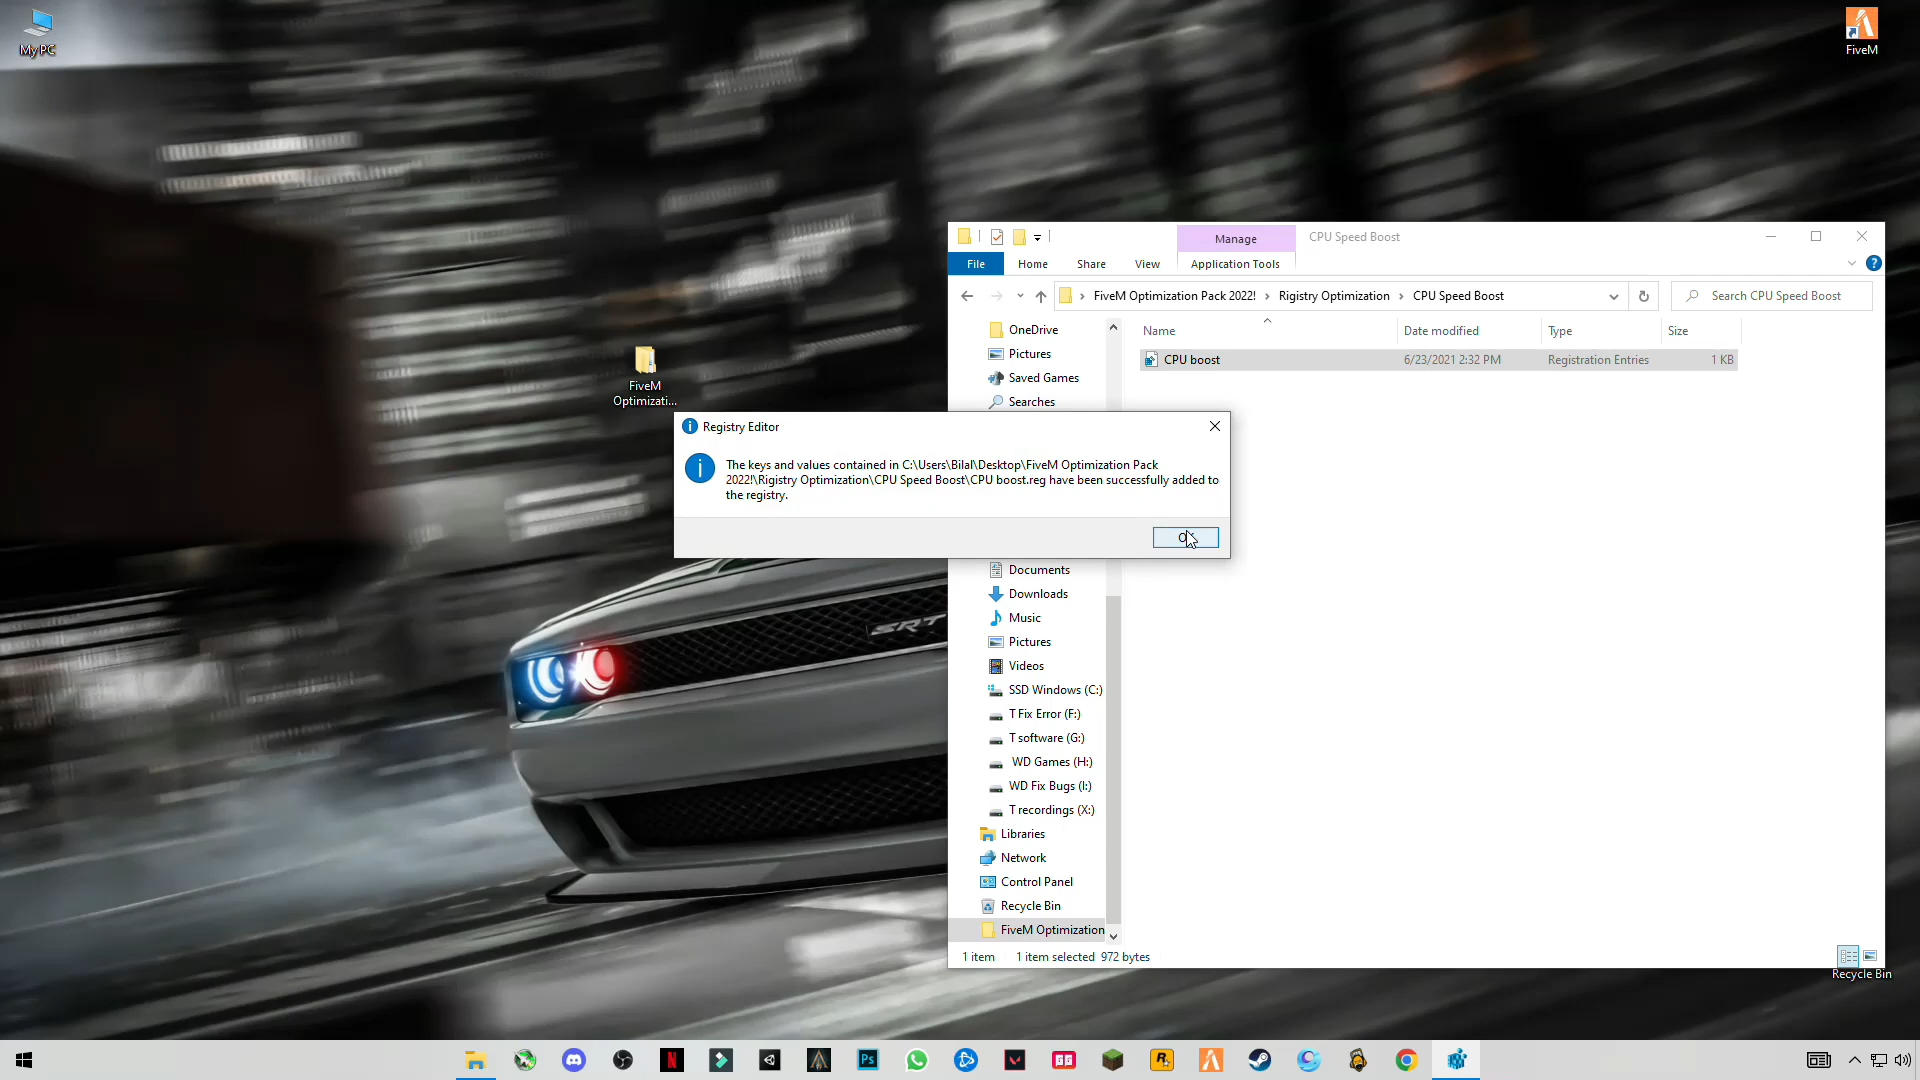 My PC
FiveM
FiveM
Optimizati...
Manage
CPU Speed Boost
File
Home
Share
View
Application Tools
FiveM Optimization Pack 2022!
Rigistry Optimization
CPU Speed Boost
Search CPU Speed Boost
OneDrive
Pictures
Saved Games
Searches
Name
Date modified
Type
Size
CPU boost
6/23/2021 2:32 PM
Registration Entries
1 KB
Registry Editor
The keys and values contained in C:\Users\Bilal\Desktop\FiveM Optimization Pack
2022!\Rigistry Optimization\CPU Speed Boost\CPU boost.reg have been successfully added to
the registry.
SRT
Documents
Downloads
Music
Pictures
Videos
SSD Windows (C:)
T Fix Error (F:)
T software (G:)
WD Games (H:)
WD Fix Bugs (I:)
T recordings (X:)
Libraries
Network
Control Panel
Recycle Bin
FiveM Optimization
1 item
1 item selected 972 bytes
Recycle Bin
Ps